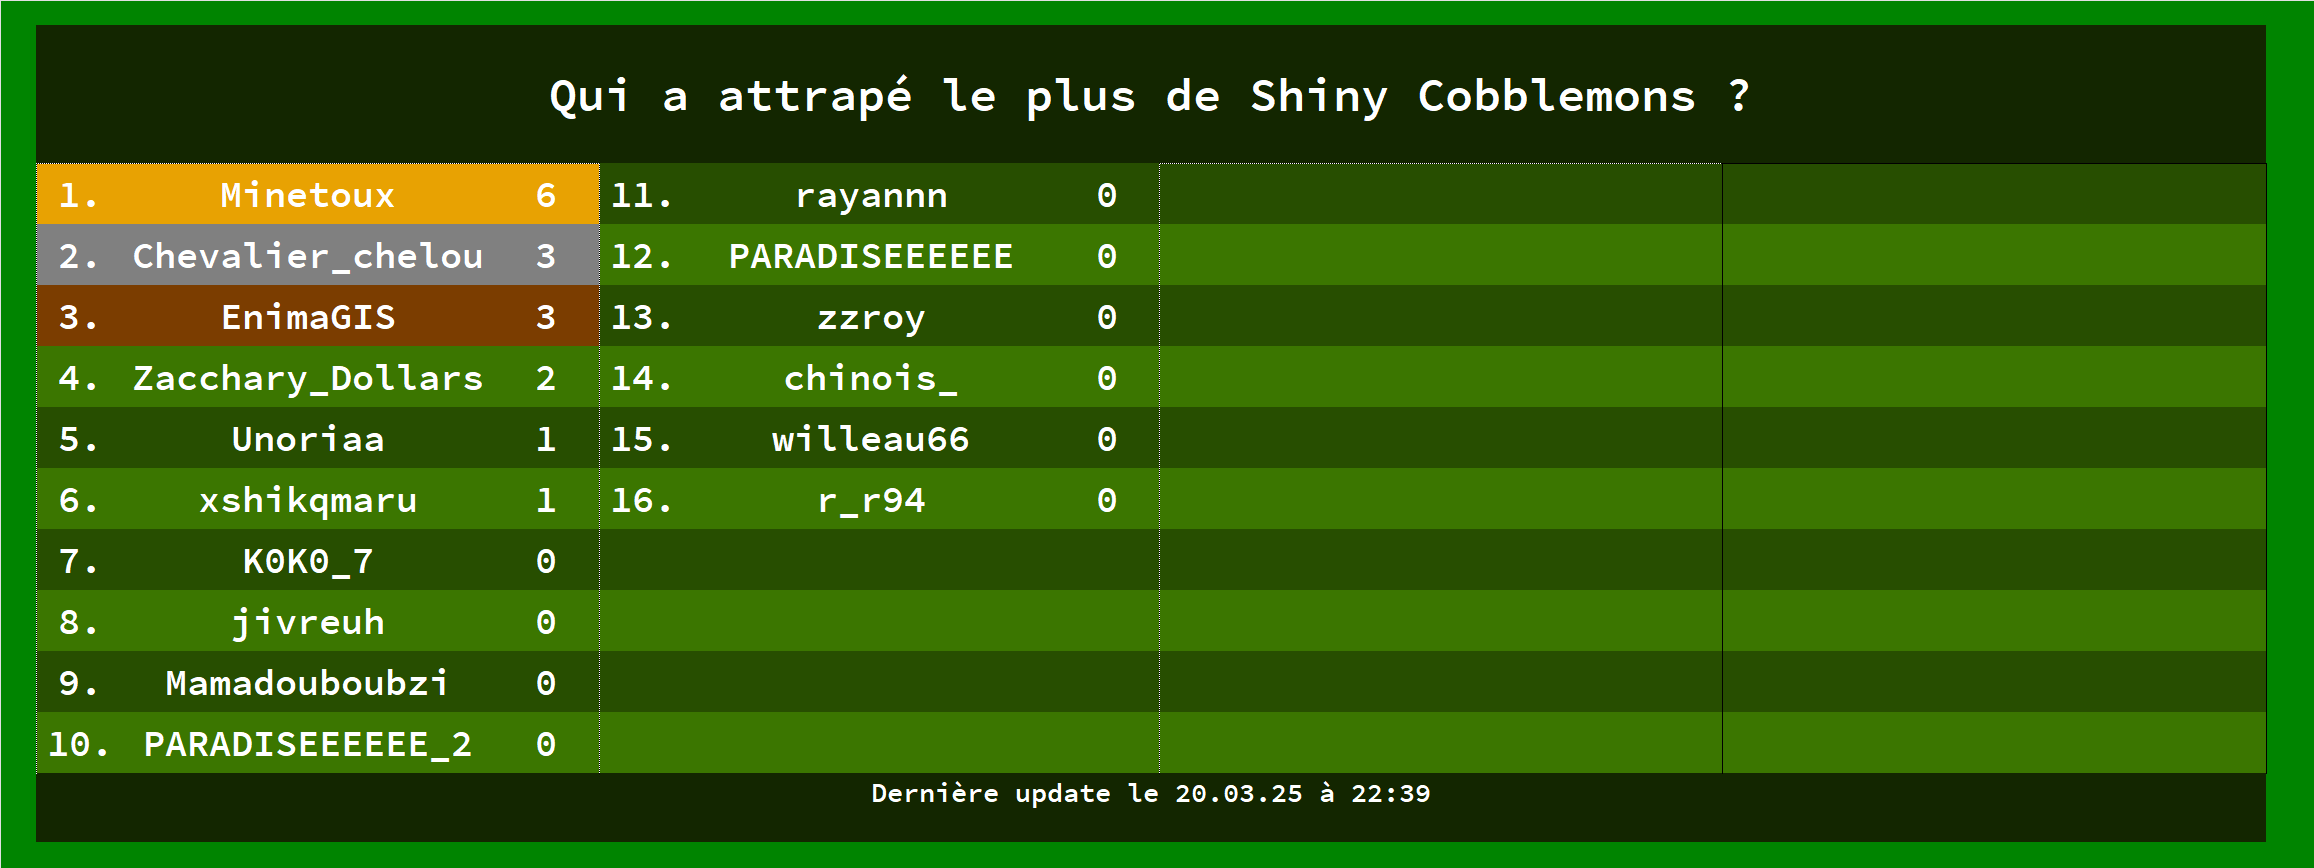 Qui a attrapé le plus de Shiny Cobblemons ?
1. Minetoux 6
2. Chevalier_chelou 3
3. EnimaGIS 3
4. Zacchary_Dollars 2
5. Unoriaa 1
6. xshikqmaru 1
7. K0K0_7 0
8. jivreuh 0
9. Mamadouboubzi 0
10. PARADISEEEEEE_2 0
11. rayannn 0
12. PARADISEEEEEE 0
13. zzroy 0
14. chinois_ 0
15. willeau66 0
16. r_r94 0
Dernière update le 20.03.25 à 22:39